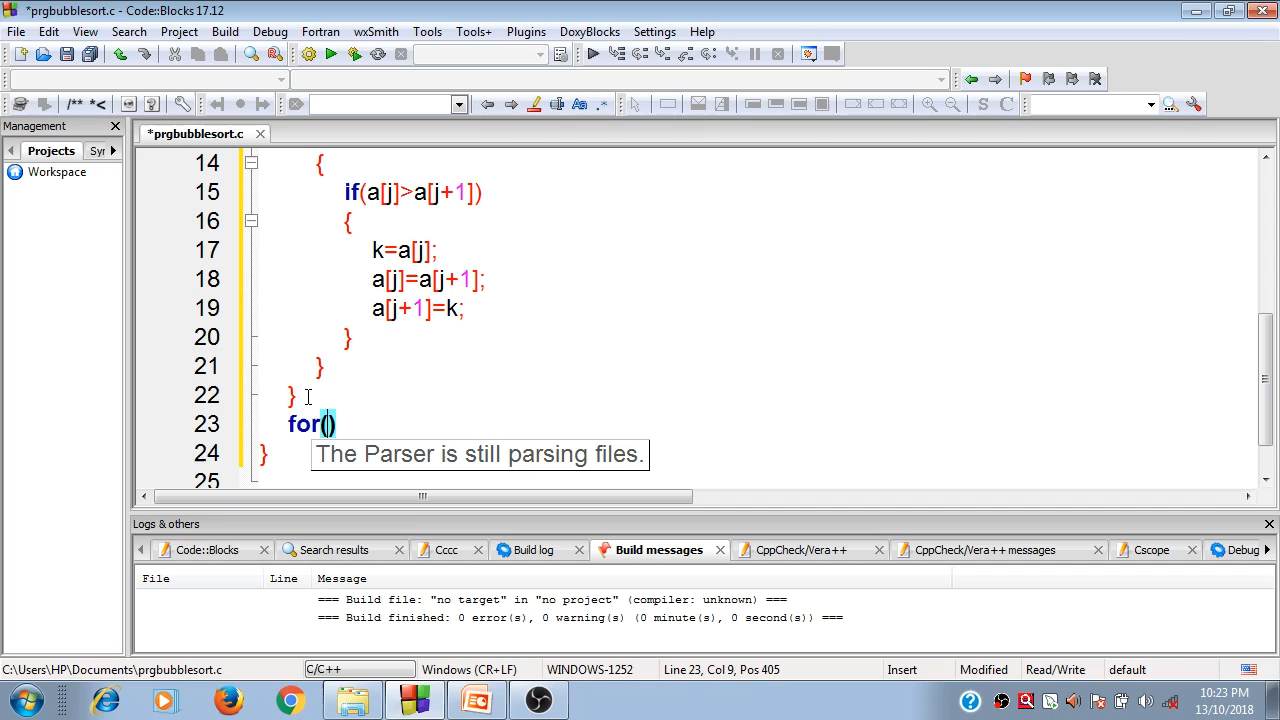 *prgbubblesort.c - Code::Blocks 17.12
File Edit View Search Project Build Debug Fortran wxSmith Tools Tools+ Plugins DoxyBlocks Settings Help
/** *<
Management
*prgbubblesort.c
Projects
Workspace
14 {
15 if(a[j]>a[j+1])
16 {
17 k=a[j];
18 a[j]=a[j+1];
19 a[j+1]=k;
20 }
21 }
22 }
23 for()
24 }
The Parser is still parsing files.
25
Logs & others
Code::Blocks Search results Cccc Build log Build messages CppCheck/Vera++ CppCheck/Vera++ messages Cscope Debug
File Line Message
=== Build file: "no target" in "no project" (compiler: unknown) ===
=== Build finished: 0 error(s), 0 warning(s) (0 minute(s), 0 second(s)) ===
C:\Users\HP\Documents\prgbubblesort.c C/C++ Windows (CR+LF) WINDOWS-1252 Line 23, Col 9, Pos 405 Insert Modified Read/Write default
10:23 PM
13/10/2018